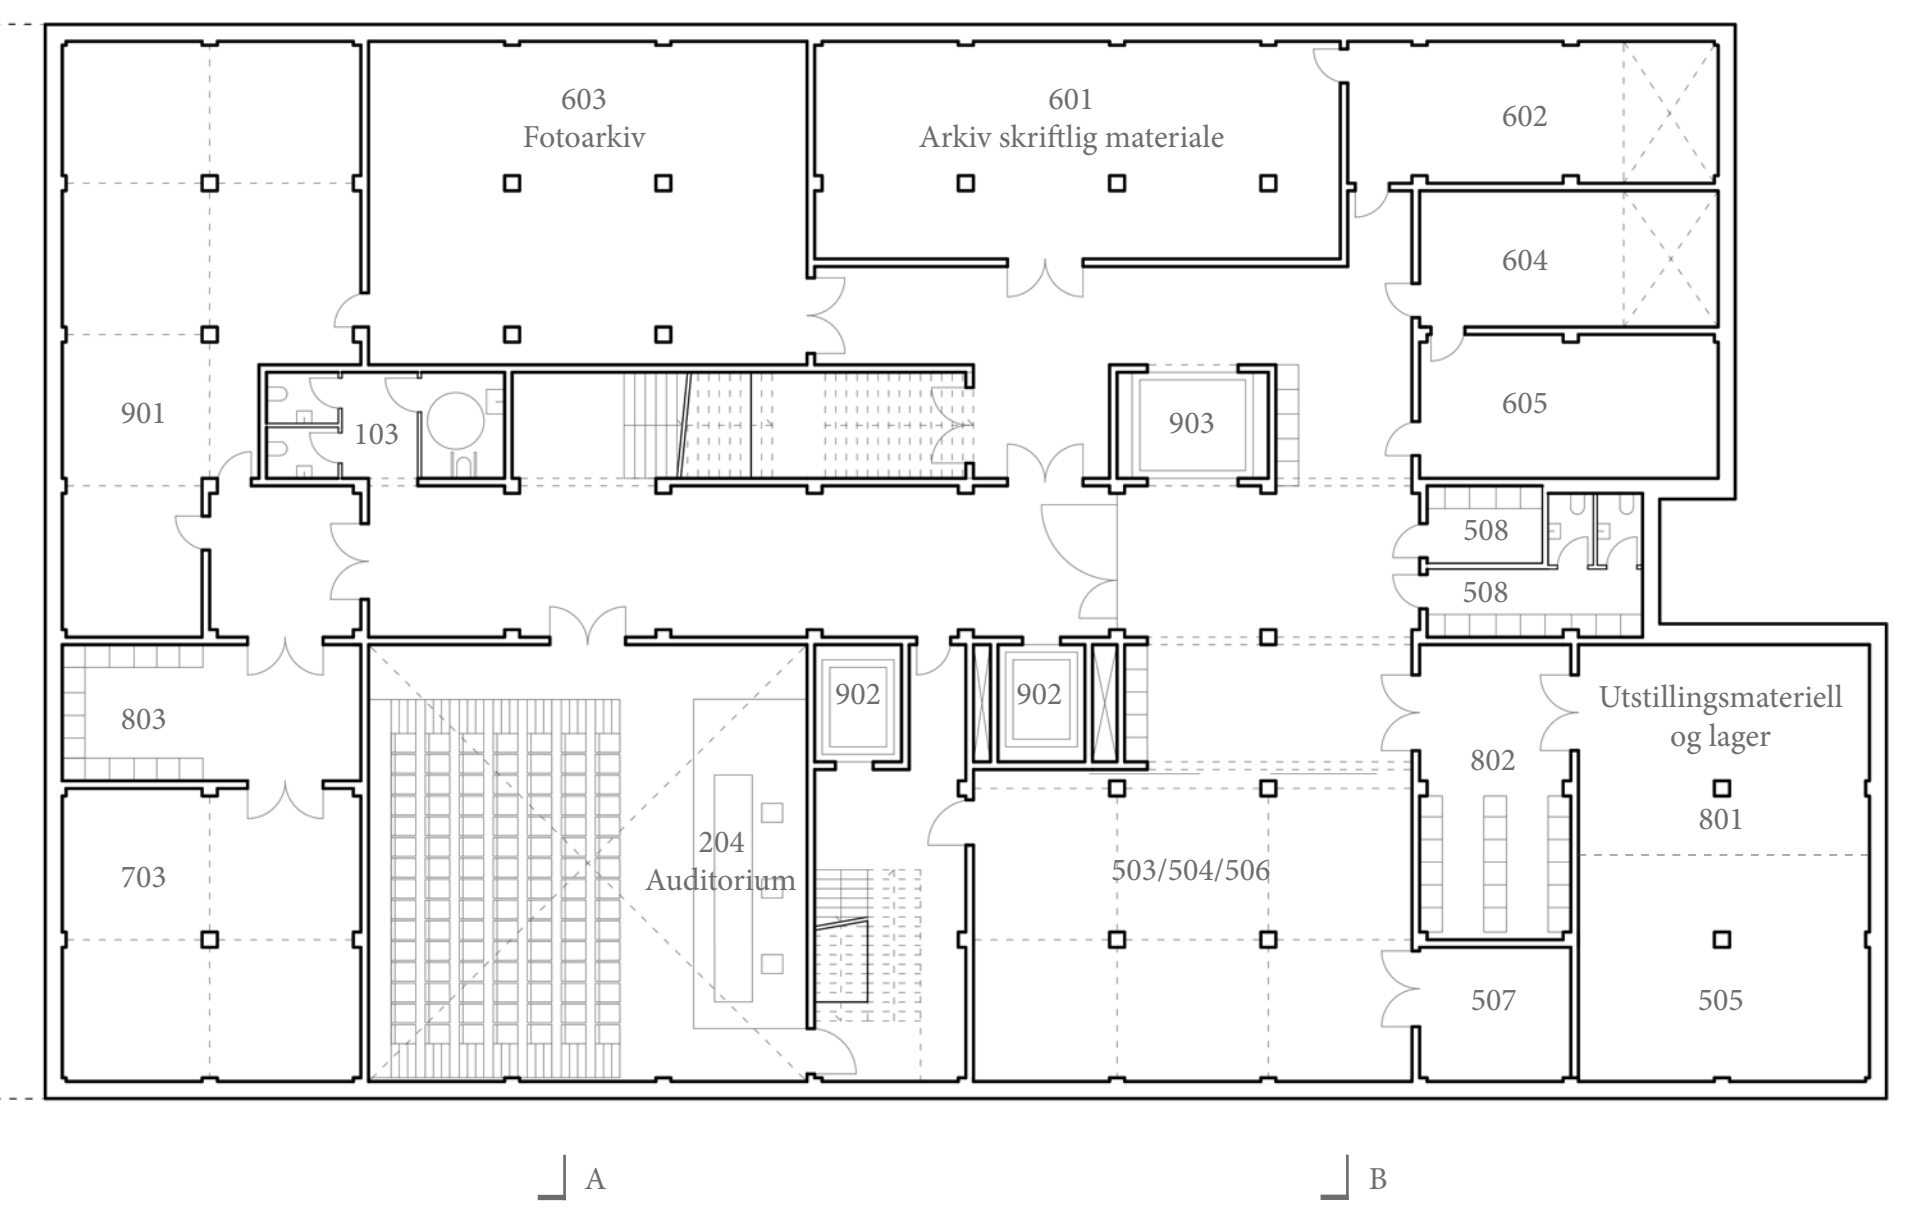 603
Fotoarkiv
601
Arkiv skriftlig materiale
602
604
605
901
103
903
508
508
803
902
902
Utstillingsmateriell
og lager
802
801
703
204
Auditorium
503/504/506
507
505
A
B